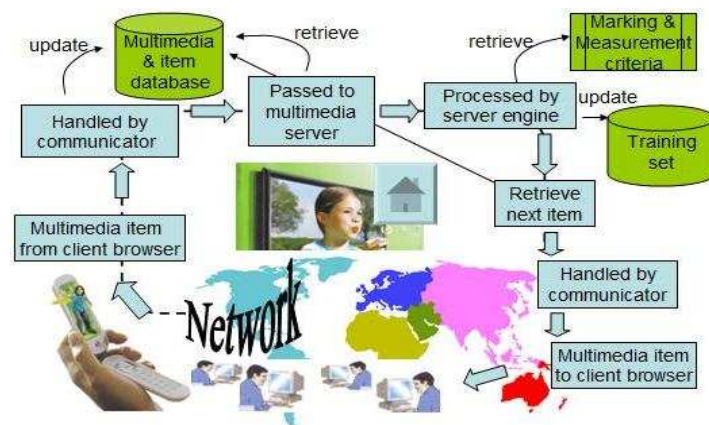 update
Multimedia
& item
database
retrieve
retrieve
Marking &
Measurement
criteria
Handled by
communicator
Passed to
multimedia
server
Processed by
server engine
update
Training
set
Multimedia item
from client browser
Retrieve
next item
Handled by
communicator
Network
Multimedia item
to client browser